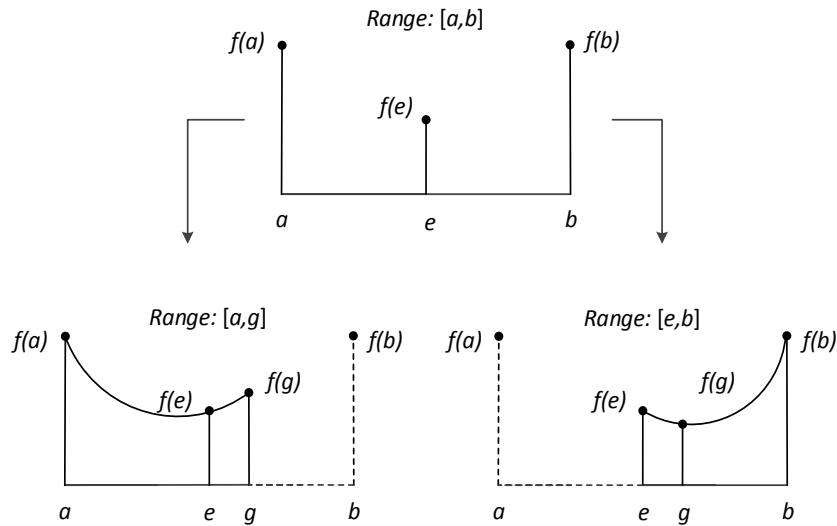 Range: [a,b]
f(a)
f(b)
f(e)
a
e
b
Range: [a,g]
f(a)
f(b)
f(e)
f(g)
a
e
g
b
Range: [e,b]
f(a)
f(b)
f(g)
f(e)
a
e
g
b